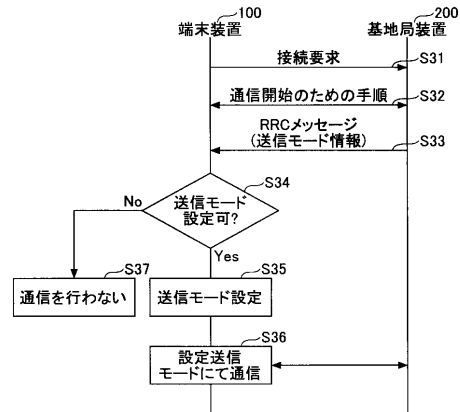 100
端末装置
200
基地局装置
接続要求
S31
通信開始のための手順
S32
RRCメッセージ
(送信モード情報)
S33
S34
送信モード
設定可?
No
Yes
S37
通信を行わない
S35
送信モード設定
S36
設定送信
モードにて通信